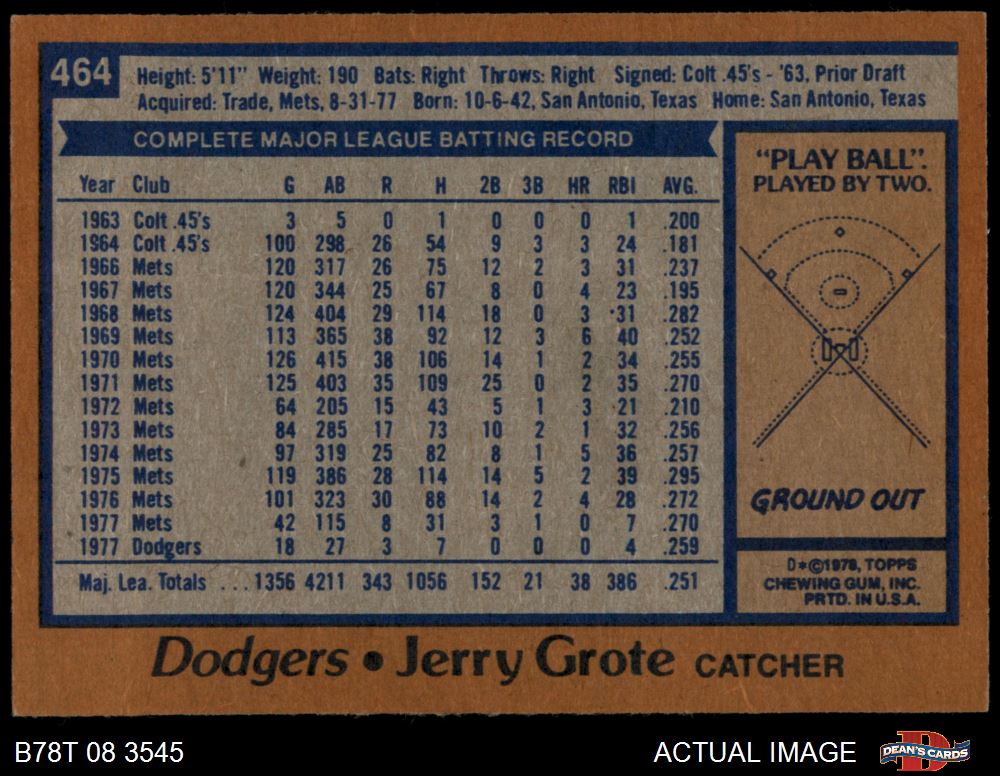 464
Height: 5'11" Weight: 190 Bats: Right Throws: Right Signed: Colt .45's - '63, Prior Draft
Acquired: Trade, Mets, 8-31-77 Born: 10-6-42, San Antonio, Texas Home: San Antonio, Texas
COMPLETE MAJOR LEAGUE BATTING RECORD
Year Club G AB R H 2B 3B HR RBI AVG.
1963 Colt .45's 3 5 0 1 0 0 0 1 .200
1964 Colt .45's 100 298 26 54 9 3 3 24 .181
1966 Mets 120 317 26 75 12 2 3 31 .237
1967 Mets 120 344 25 67 8 0 4 23 .195
1968 Mets 124 404 29 114 18 0 3 31 .282
1969 Mets 113 365 38 92 12 3 6 40 .252
1970 Mets 126 415 38 106 14 1 2 34 .255
1971 Mets 125 403 35 109 25 0 2 35 .270
1972 Mets 64 205 15 43 5 1 3 21 .210
1973 Mets 84 285 17 73 10 2 1 32 .256
1974 Mets 97 319 25 82 8 1 5 36 .257
1975 Mets 119 386 28 114 14 5 2 39 .295
1976 Mets 101 323 30 88 14 2 4 28 .272
1977 Mets 42 115 8 31 3 1 0 7 .270
1977 Dodgers 18 27 3 7 0 0 0 4 .259
Maj. Lea. Totals ... 1356 4211 343 1056 152 21 38 386 .251
"PLAY BALL".
PLAYED BY TWO.
GROUND OUT
D*©1978, TOPPS
CHEWING GUM, INC.
PRTD. IN U.S.A.
Dodgers • Jerry Grote CATCHER
B78T 08 3545
ACTUAL IMAGE
DEAN'S CARDS